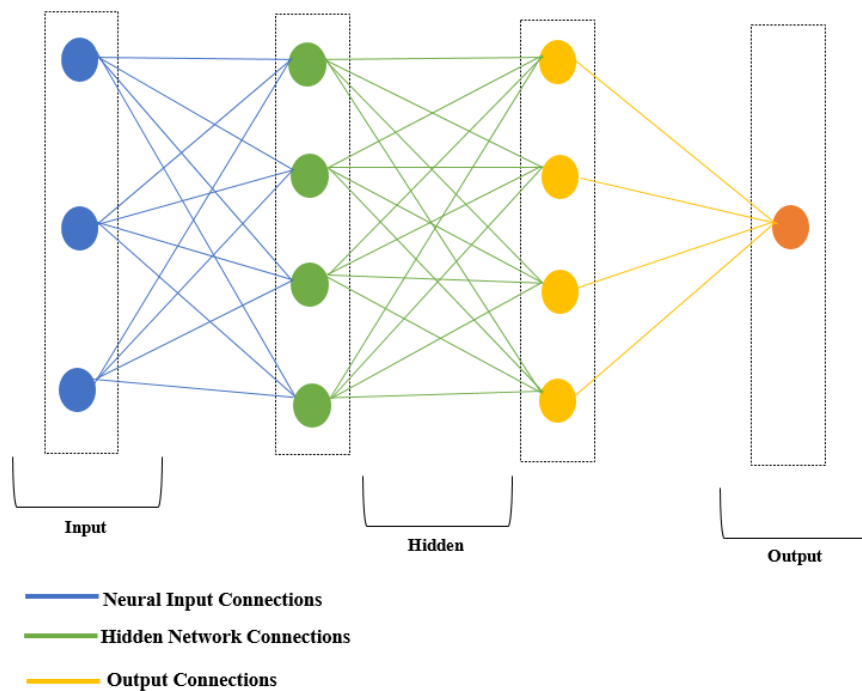 Input
Hidden
Output
Neural Input Connections
Hidden Network Connections
Output Connections